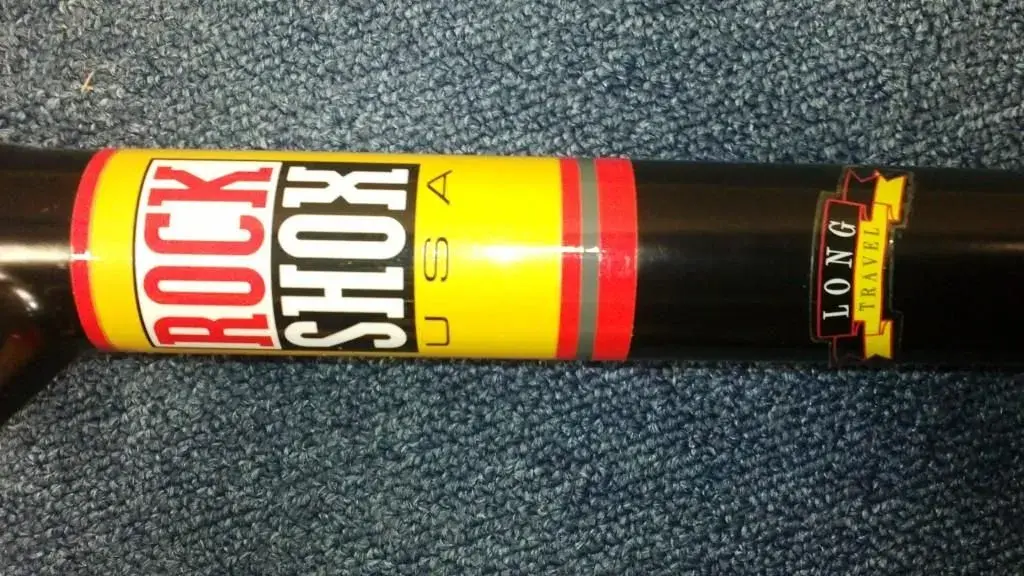 ROCK
SHOX
USA
LONG
TRAVEL